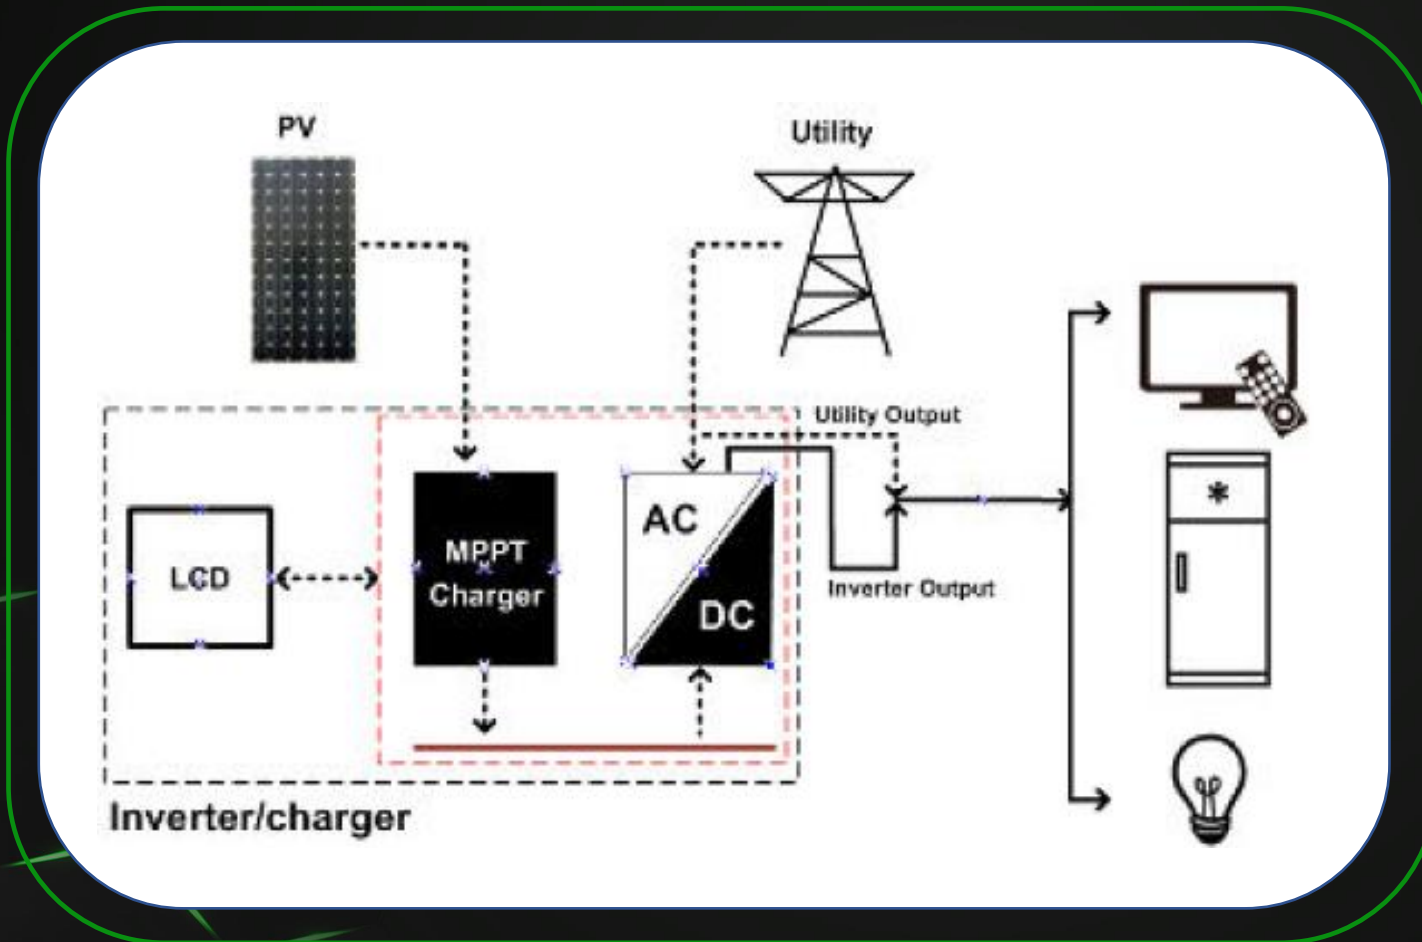 PV
Utility
Utility Output
LCD
MPPT
Charger
AC
DC
Inverter Output
Inverter/charger